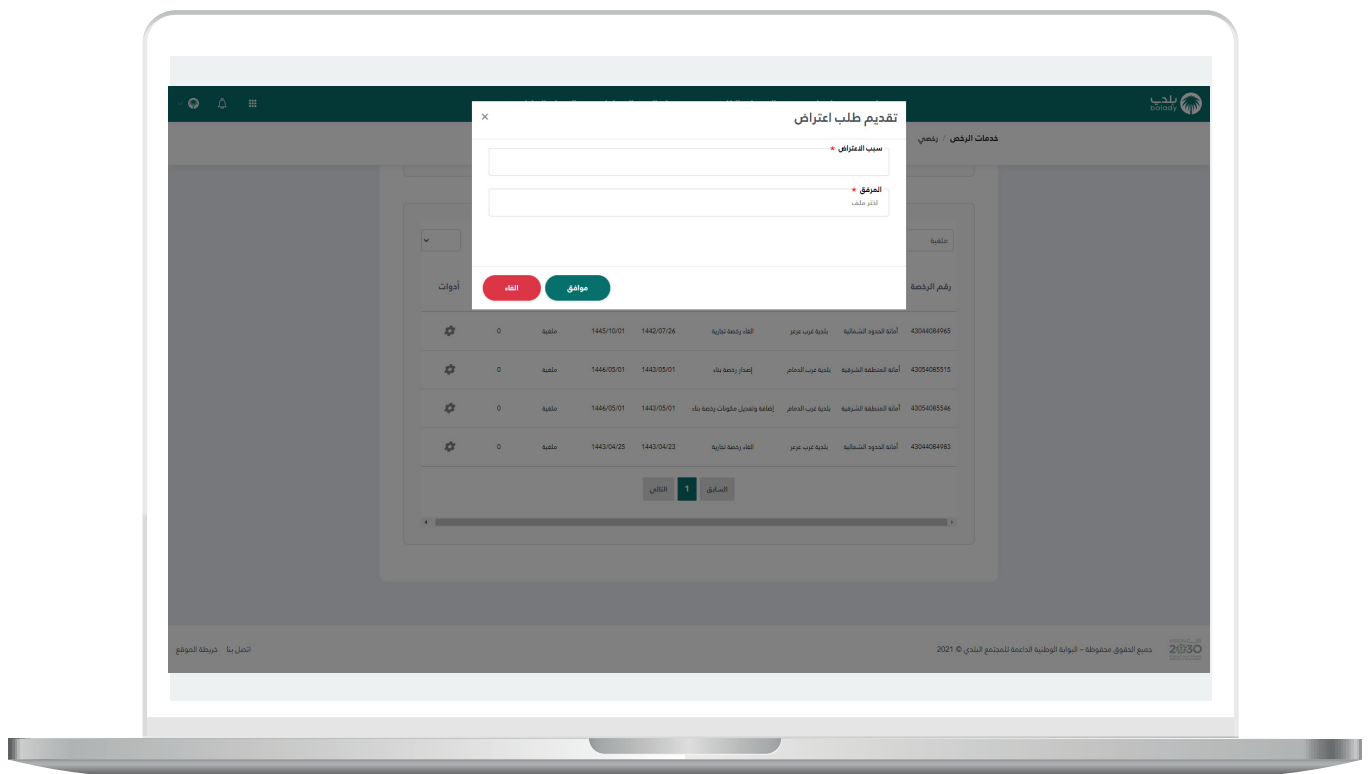 بلدي
balady
خدمات الرخص / رخصي
تقديم طلب اعتراض ×
سبب الاعتراض *
المرفق *
اختر ملف
موافق الغاء
ملغية
رقم الرخصة أدوات
43044084965 أمانة الحدود الشمالية بلدية غرب عرعر الغاء رخصة تجارية 1442/07/26 1445/10/01 ملغية 0
43054085515 أمانة المنطقة الشرقية بلدية غرب الدمام إصدار رخصة بناء 1443/05/01 1446/05/01 ملغية 0
43054085546 أمانة المنطقة الشرقية بلدية غرب الدمام إضافة وتعديل مكونات رخصة بناء 1443/05/01 1446/05/01 ملغية 0
43044084983 أمانة الحدود الشمالية بلدية غرب عرعر الغاء رخصة تجارية 1443/04/23 1443/04/25 ملغية 0
السابق 1 التالي
2030 جميع الحقوق محفوظة – البوابة الوطنية الداعمة للمجتمع البلدي © 2021
اتصل بنا خريطة الموقع